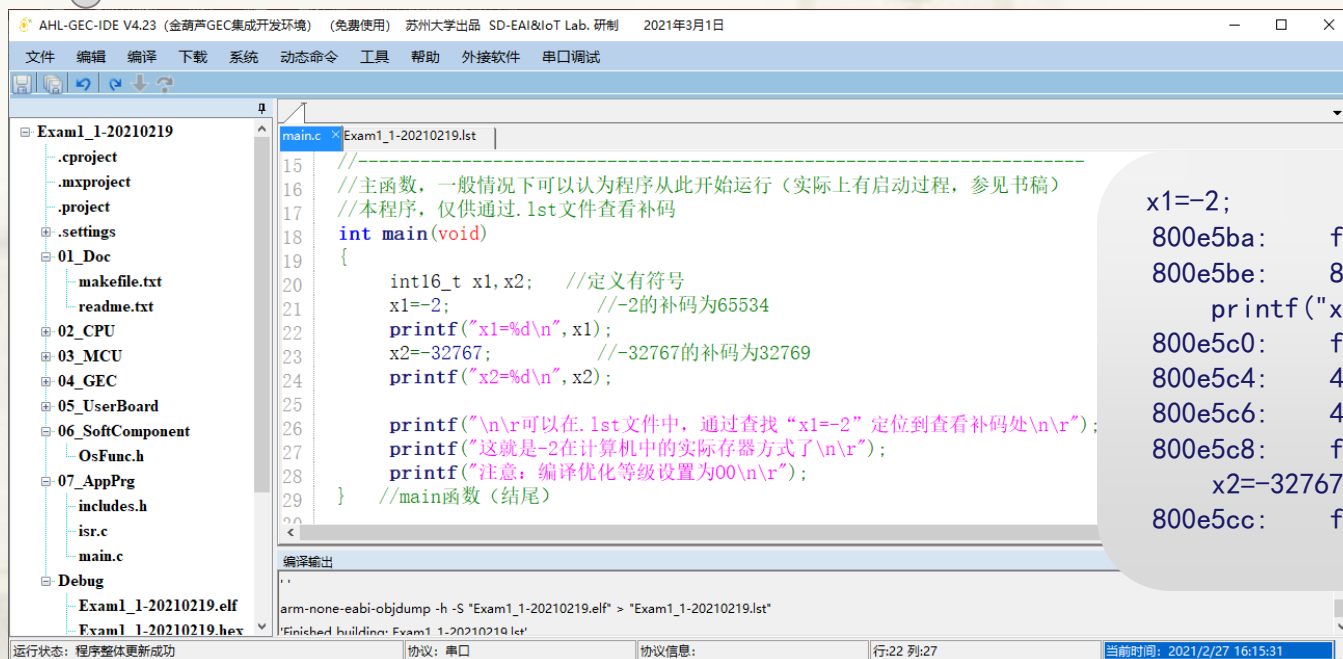 AHL-GEC-IDE V4.23（金葫芦GEC集成开发环境）（免费使用） 苏州大学出品 SD-EAI&IoT Lab. 研制 2021年3月1日
文件 编辑 编译 下载 系统 动态命令 工具 帮助 外接软件 串口调试
Exam1_1-20210219
.cproject
.mxproject
.project
.settings
01_Doc
makefile.txt
readme.txt
02_CPU
03_MCU
04_GEC
05_UserBoard
06_SoftComponent
OsFunc.h
07_AppPrg
includes.h
isr.c
main.c
Debug
Exam1_1-20210219.elf
Exam1_1-20210219.hex
main.c × Exam1_1-20210219.lst
15 //----------------------------------------------------------------------
16 //主函数，一般情况下可以认为程序从此开始运行（实际上有启动过程，参见书稿）
17 //本程序，仅供通过.lst文件查看补码
18 int main(void)
19 {
20 int16_t x1,x2; //定义有符号
21 x1=-2; //-2的补码为65534
22 printf("x1=%d\n",x1);
23 x2=-32767; //-32767的补码为32769
24 printf("x2=%d\n",x2);
25
26 printf("\n\r可以在.lst文件中，通过查找“x1=-2”定位到查看补码处\n\r");
27 printf("这就是-2在计算机中的实际存器方式了\n\r");
28 printf("注意：编译优化等级设置为00\n\r");
29 } //main函数（结尾）
x1=-2;
800e5ba: f
800e5be: 8
printf("x
800e5c0: f
800e5c4: 4
800e5c6: 4
800e5c8: f
x2=-32767
800e5cc: f
编译输出
' '
arm-none-eabi-objdump -h -S "Exam1_1-20210219.elf" > "Exam1_1-20210219.lst"
'Finished building: Exam1_1-20210219.lst'
运行状态：程序整体更新成功 协议：串口 协议信息： 行:22 列:27 当前时间：2021/2/27 16:15:31